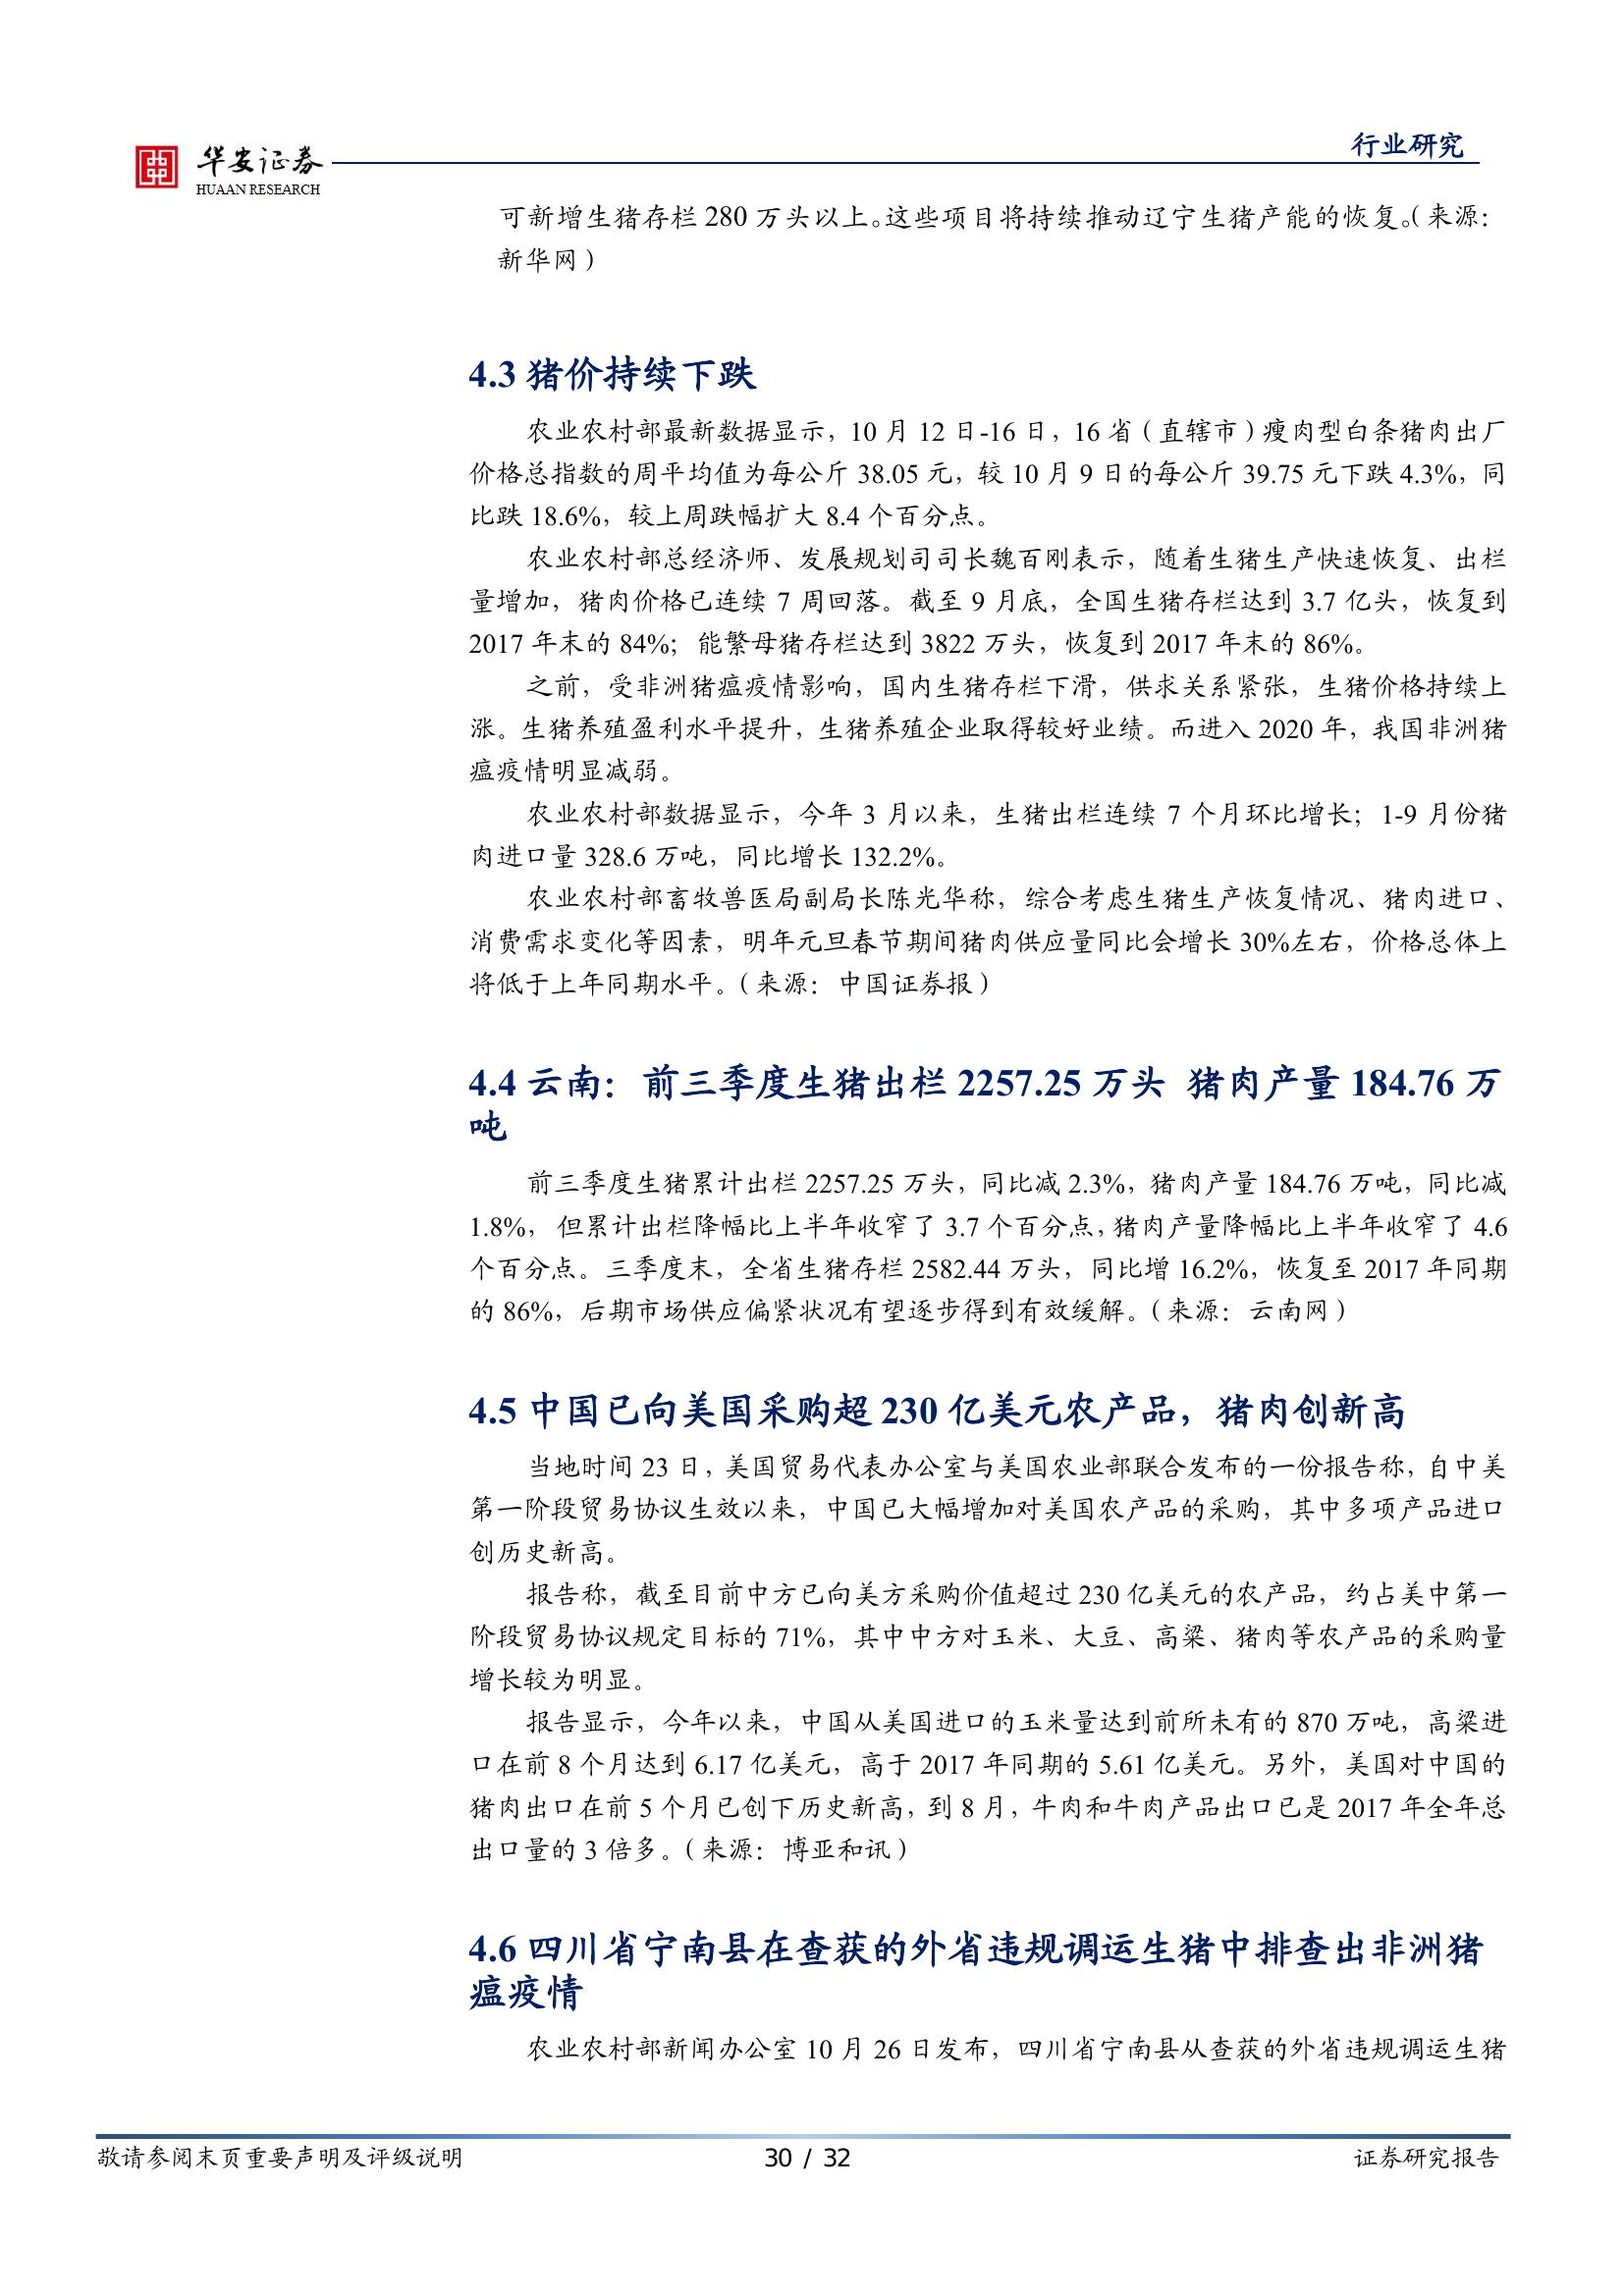 华安证券
HUAAN RESEARCH
行业研究
可新增生猪存栏 280 万头以上。这些项目将持续推动辽宁生猪产能的恢复。（来源：
新华网）
4.3 猪价持续下跌
农业农村部最新数据显示，10 月 12 日-16 日，16 省（直辖市）瘦肉型白条猪肉出厂
价格总指数的周平均值为每公斤 38.05 元，较 10 月 9 日的每公斤 39.75 元下跌 4.3%，同
比跌 18.6%，较上周跌幅扩大 8.4 个百分点。
农业农村部总经济师、发展规划司司长魏百刚表示，随着生猪生产快速恢复、出栏
量增加，猪肉价格已连续 7 周回落。截至 9 月底，全国生猪存栏达到 3.7 亿头，恢复到
2017 年末的 84%；能繁母猪存栏达到 3822 万头，恢复到 2017 年末的 86%。
之前，受非洲猪瘟疫情影响，国内生猪存栏下滑，供求关系紧张，生猪价格持续上
涨。生猪养殖盈利水平提升，生猪养殖企业取得较好业绩。而进入 2020 年，我国非洲猪
瘟疫情明显减弱。
农业农村部数据显示，今年 3 月以来，生猪出栏连续 7 个月环比增长；1-9 月份猪
肉进口量 328.6 万吨，同比增长 132.2%。
农业农村部畜牧兽医局副局长陈光华称，综合考虑生猪生产恢复情况、猪肉进口、
消费需求变化等因素，明年元旦春节期间猪肉供应量同比会增长 30%左右，价格总体上
将低于上年同期水平。（来源：中国证券报）
4.4 云南：前三季度生猪出栏 2257.25 万头 猪肉产量 184.76 万
吨
前三季度生猪累计出栏 2257.25 万头，同比减 2.3%，猪肉产量 184.76 万吨，同比减
1.8%，但累计出栏降幅比上半年收窄了 3.7 个百分点，猪肉产量降幅比上半年收窄了 4.6
个百分点。三季度末，全省生猪存栏 2582.44 万头，同比增 16.2%，恢复至 2017 年同期
的 86%，后期市场供应偏紧状况有望逐步得到有效缓解。（来源：云南网）
4.5 中国已向美国采购超 230 亿美元农产品，猪肉创新高
当地时间 23 日，美国贸易代表办公室与美国农业部联合发布的一份报告称，自中美
第一阶段贸易协议生效以来，中国已大幅增加对美国农产品的采购，其中多项产品进口
创历史新高。
报告称，截至目前中方已向美方采购价值超过 230 亿美元的农产品，约占美中第一
阶段贸易协议规定目标的 71%，其中中方对玉米、大豆、高粱、猪肉等农产品的采购量
增长较为明显。
报告显示，今年以来，中国从美国进口的玉米量达到前所未有的 870 万吨，高粱进
口在前 8 个月达到 6.17 亿美元，高于 2017 年同期的 5.61 亿美元。另外，美国对中国的
猪肉出口在前 5 个月已创下历史新高，到 8 月，牛肉和牛肉产品出口已是 2017 年全年总
出口量的 3 倍多。（来源：博亚和讯）
4.6 四川省宁南县在查获的外省违规调运生猪中排查出非洲猪
瘟疫情
农业农村部新闻办公室 10 月 26 日发布，四川省宁南县从查获的外省违规调运生猪
敬请参阅末页重要声明及评级说明
30 / 32
证券研究报告